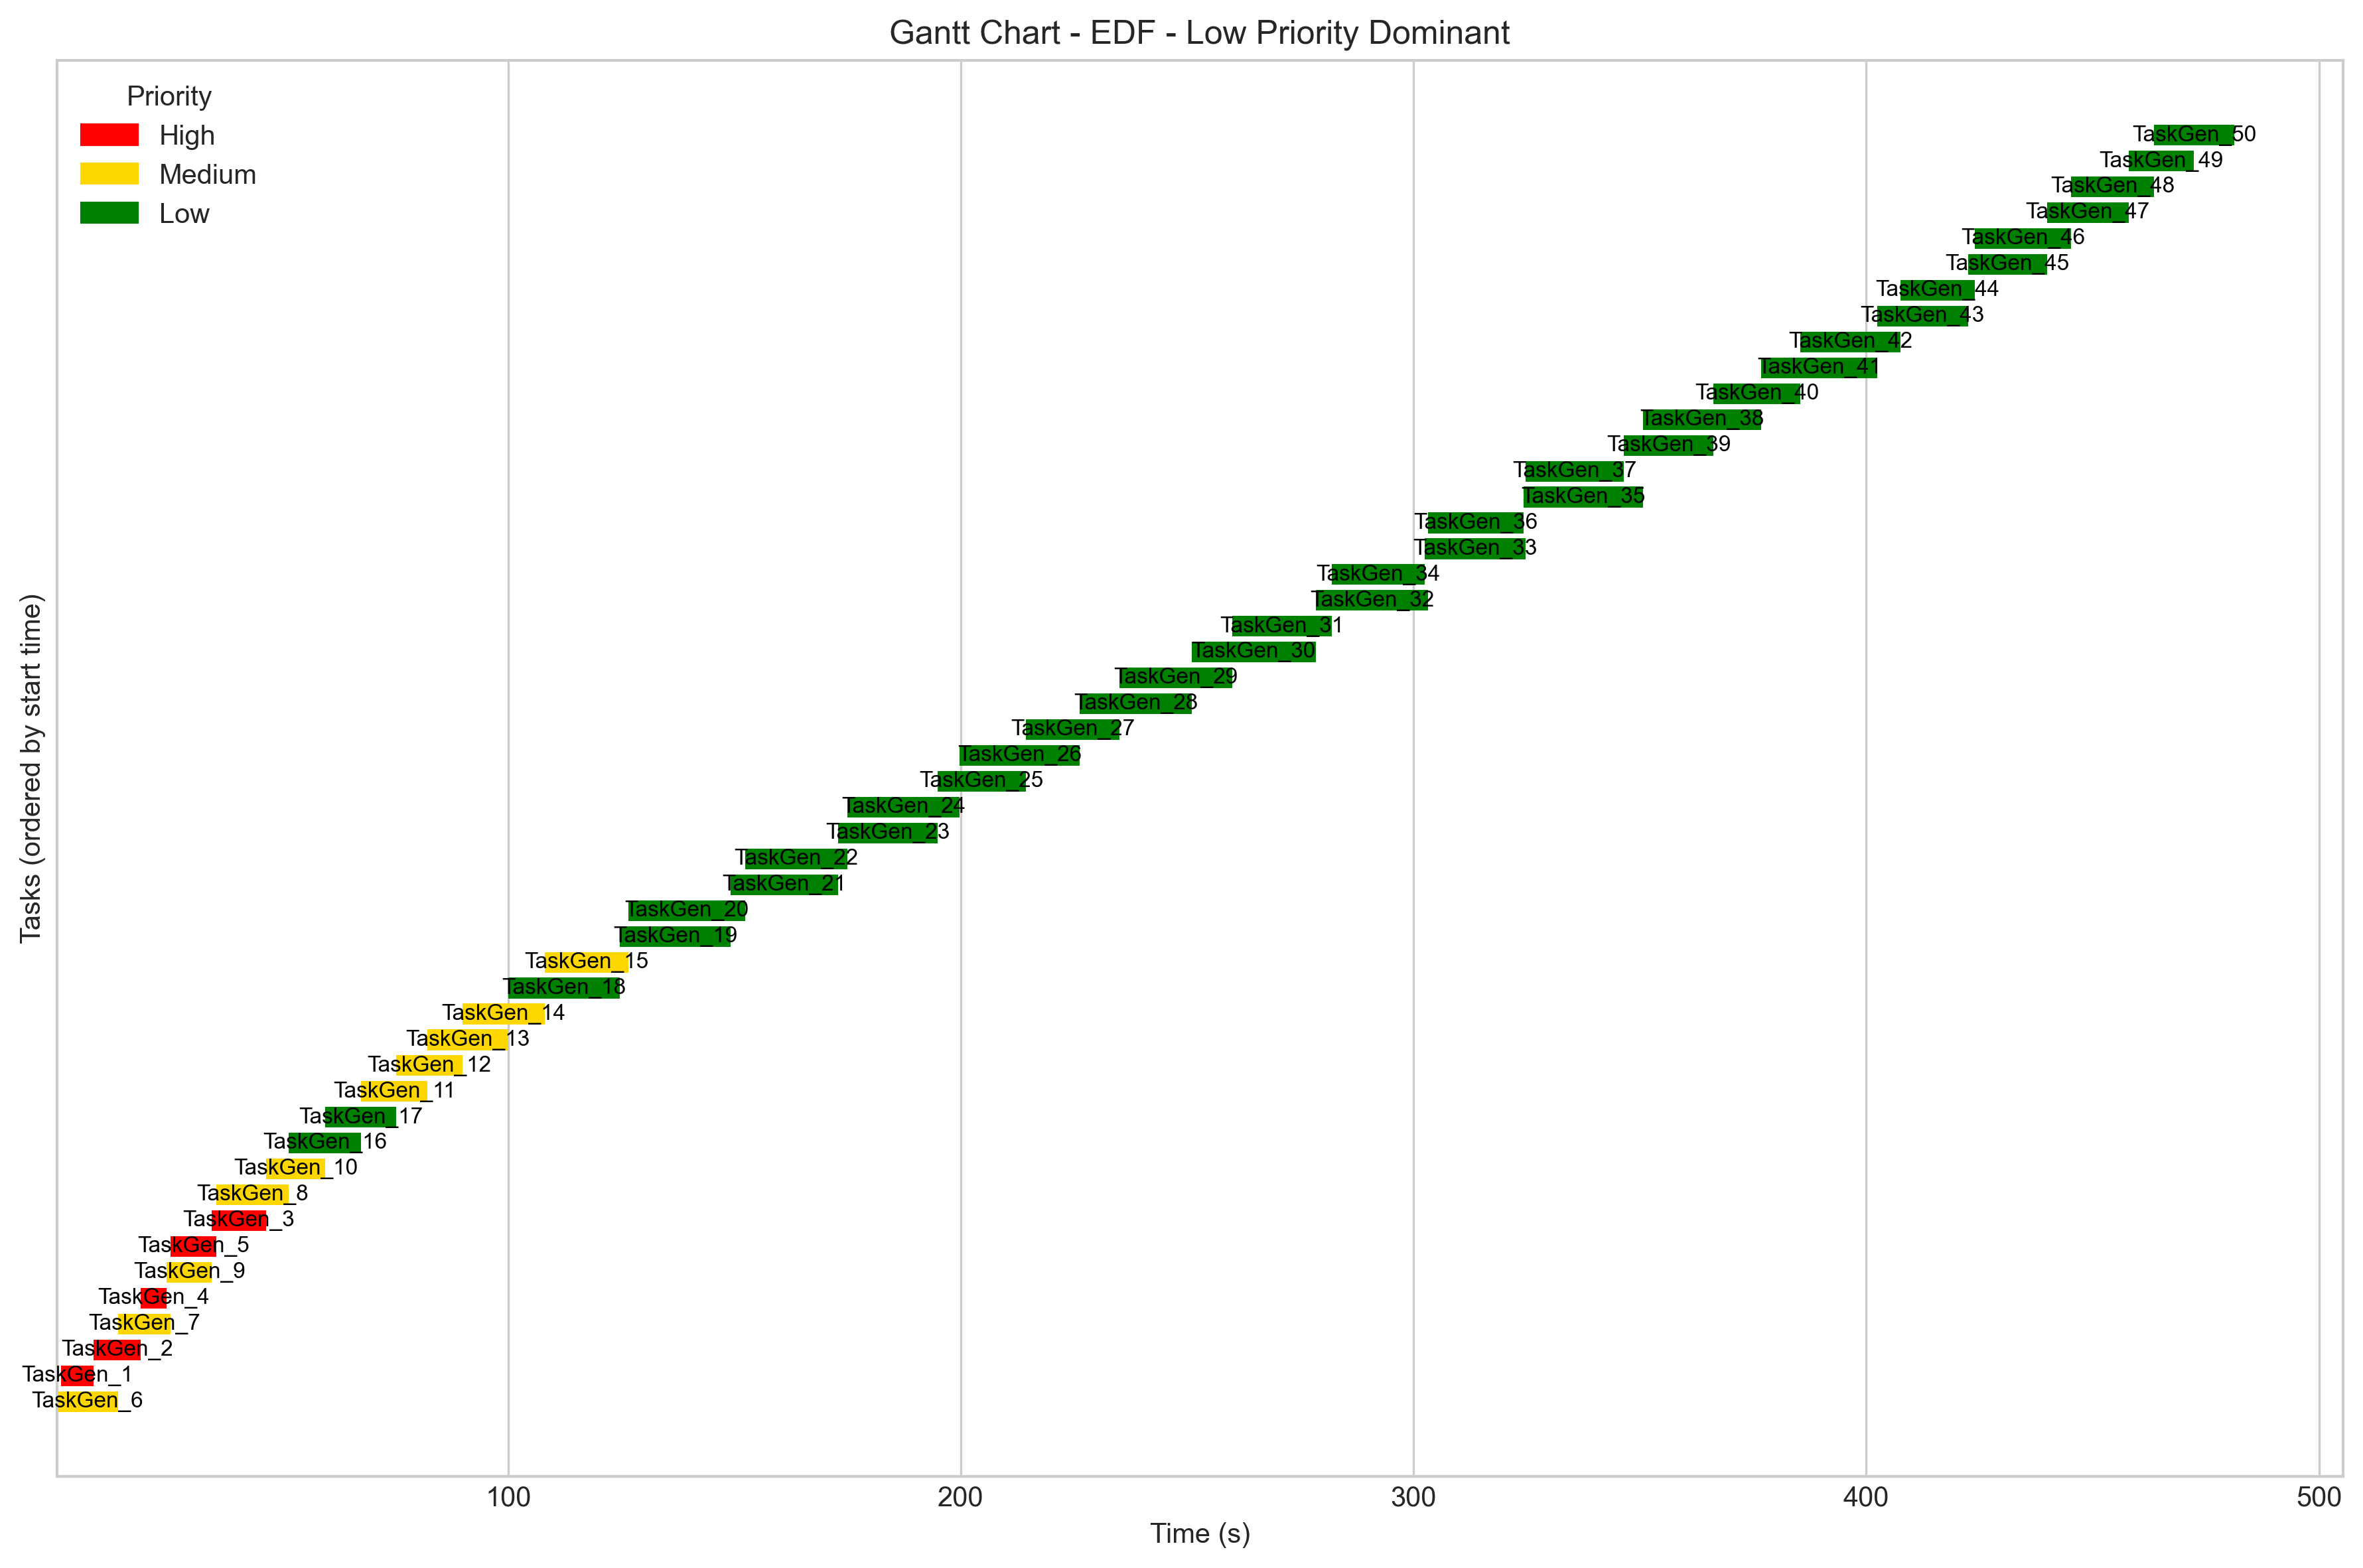 Gantt Chart - EDF - Low Priority Dominant
Priority
High
Medium
Low
TaskGen_50
TaskGen_49
TaskGen_48
TaskGen_47
TaskGen_46
TaskGen_45
TaskGen_44
TaskGen_43
TaskGen_42
TaskGen_41
TaskGen_40
TaskGen_38
TaskGen_39
TaskGen_37
TaskGen_35
TaskGen_36
TaskGen_33
TaskGen_34
TaskGen_32
TaskGen_31
TaskGen_30
TaskGen_29
TaskGen_28
TaskGen_27
TaskGen_26
TaskGen_25
TaskGen_24
TaskGen_23
TaskGen_22
TaskGen_21
TaskGen_20
TaskGen_19
TaskGen_15
TaskGen_18
TaskGen_14
TaskGen_13
TaskGen_12
TaskGen_11
TaskGen_17
TaskGen_16
TaskGen_10
TaskGen_8
TaskGen_3
TaskGen_5
TaskGen_9
TaskGen_4
TaskGen_7
TaskGen_2
TaskGen_1
TaskGen_6
Tasks (ordered by start time)
100 200 300 400 500
Time (s)